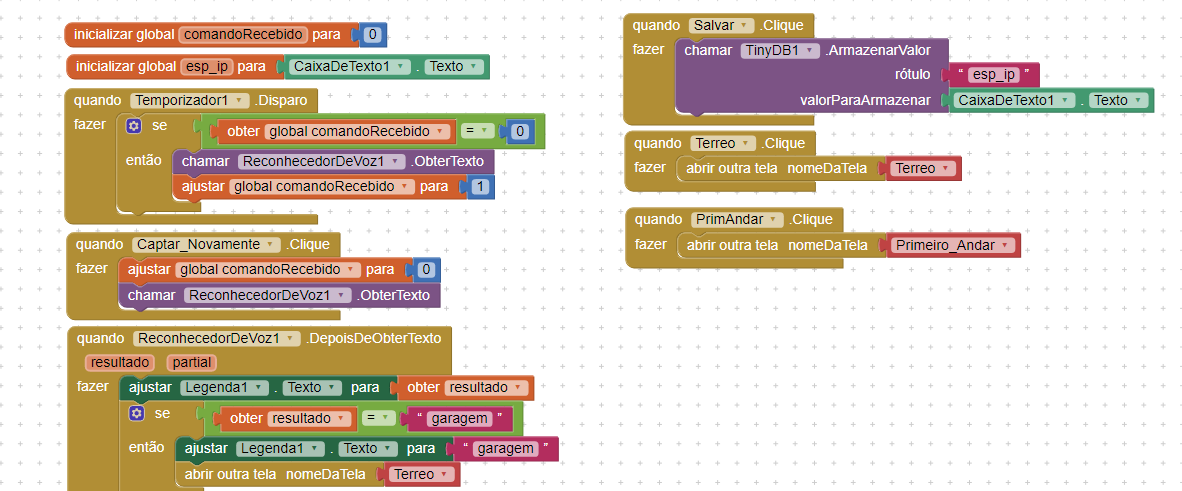 inicializar global comandoRecebido para 0
inicializar global esp_ip para CaixaDeTexto1 . Texto
quando Temporizador1 .Disparo
fazer se obter global comandoRecebido = 0
então chamar ReconhecedorDeVoz1 .ObterTexto
ajustar global comandoRecebido para 1
quando Captar_Novamente .Clique
fazer ajustar global comandoRecebido para 0
chamar ReconhecedorDeVoz1 .ObterTexto
quando ReconhecedorDeVoz1 .DepoisDeObterTexto
resultado partial
fazer ajustar Legenda1 . Texto para obter resultado
se obter resultado = “ garagem ”
então ajustar Legenda1 . Texto para “ garagem ”
abrir outra tela nomeDaTela Terreo
quando Salvar .Clique
fazer chamar TinyDB1 .ArmazenarValor
rótulo “ esp_ip ”
valorParaArmazenar CaixaDeTexto1 . Texto
quando Terreo .Clique
fazer abrir outra tela nomeDaTela Terreo
quando PrimAndar .Clique
fazer abrir outra tela nomeDaTela Primeiro_Andar